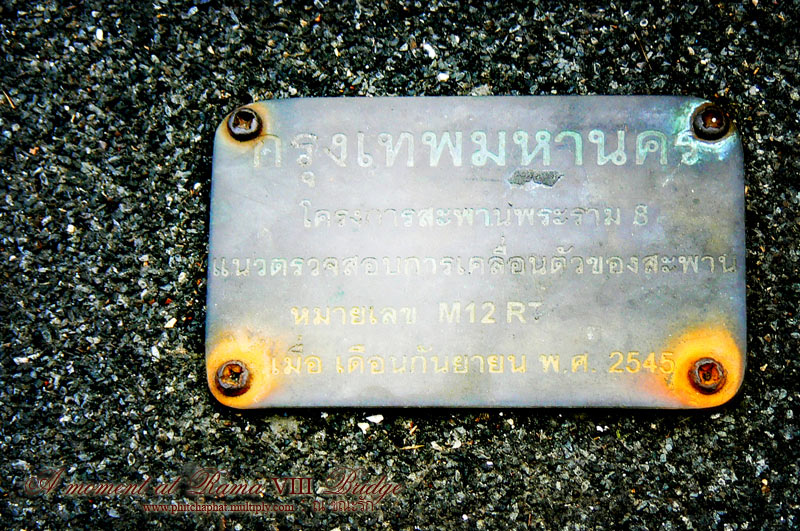 กรุงเทพมหานคร
โครงการสะพานพระราม 8
แนวตรวจสอบการเคลื่อนตัวของสะพาน
หมายเลข M12 RT
เมื่อ เดือนกันยายน พ.ศ. 2545
A moment at Rama VIII Bridge